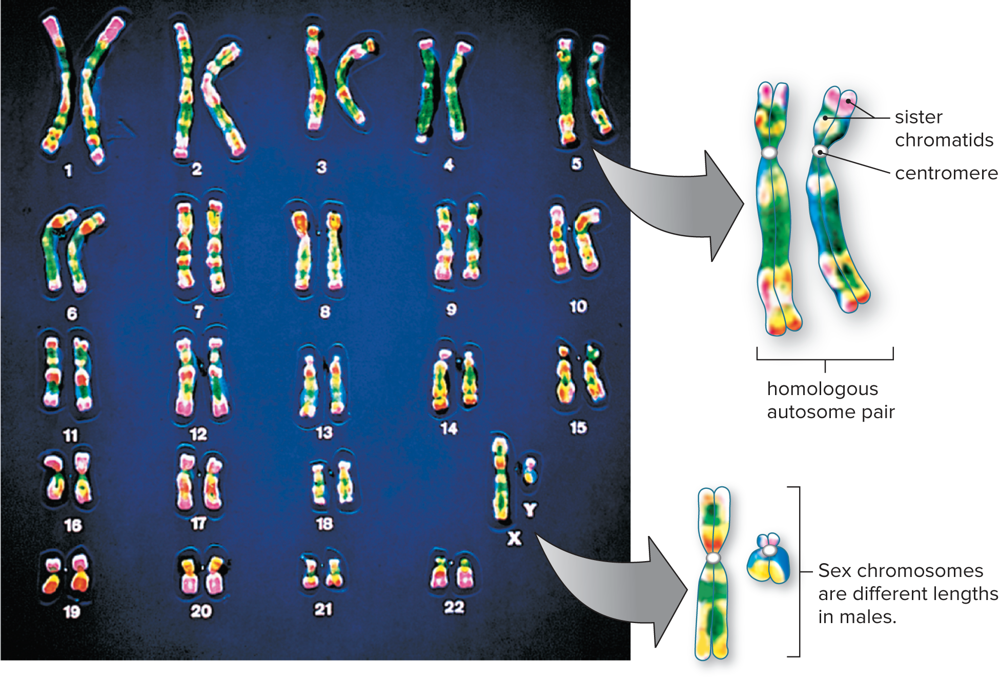 1
2
3
4
5
sister
chromatids
centromere
6
7
8
9
10
homologous
autosome pair
11
12
13
14
15
16
17
18
X
Y
Sex chromosomes
are different lengths
in males.
19
20
21
22